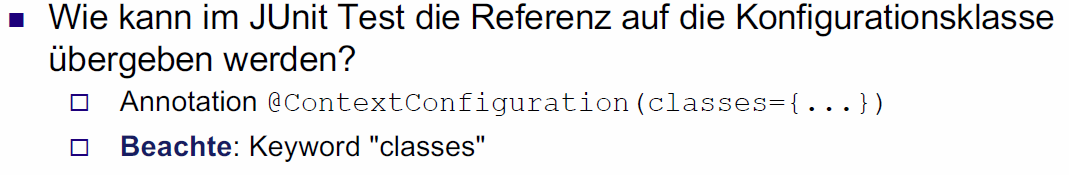 Wie kann im JUnit Test die Referenz auf die Konfigurationsklasse
übergeben werden?
Annotation @ContextConfiguration(classes={...})
Beachte: Keyword "classes"